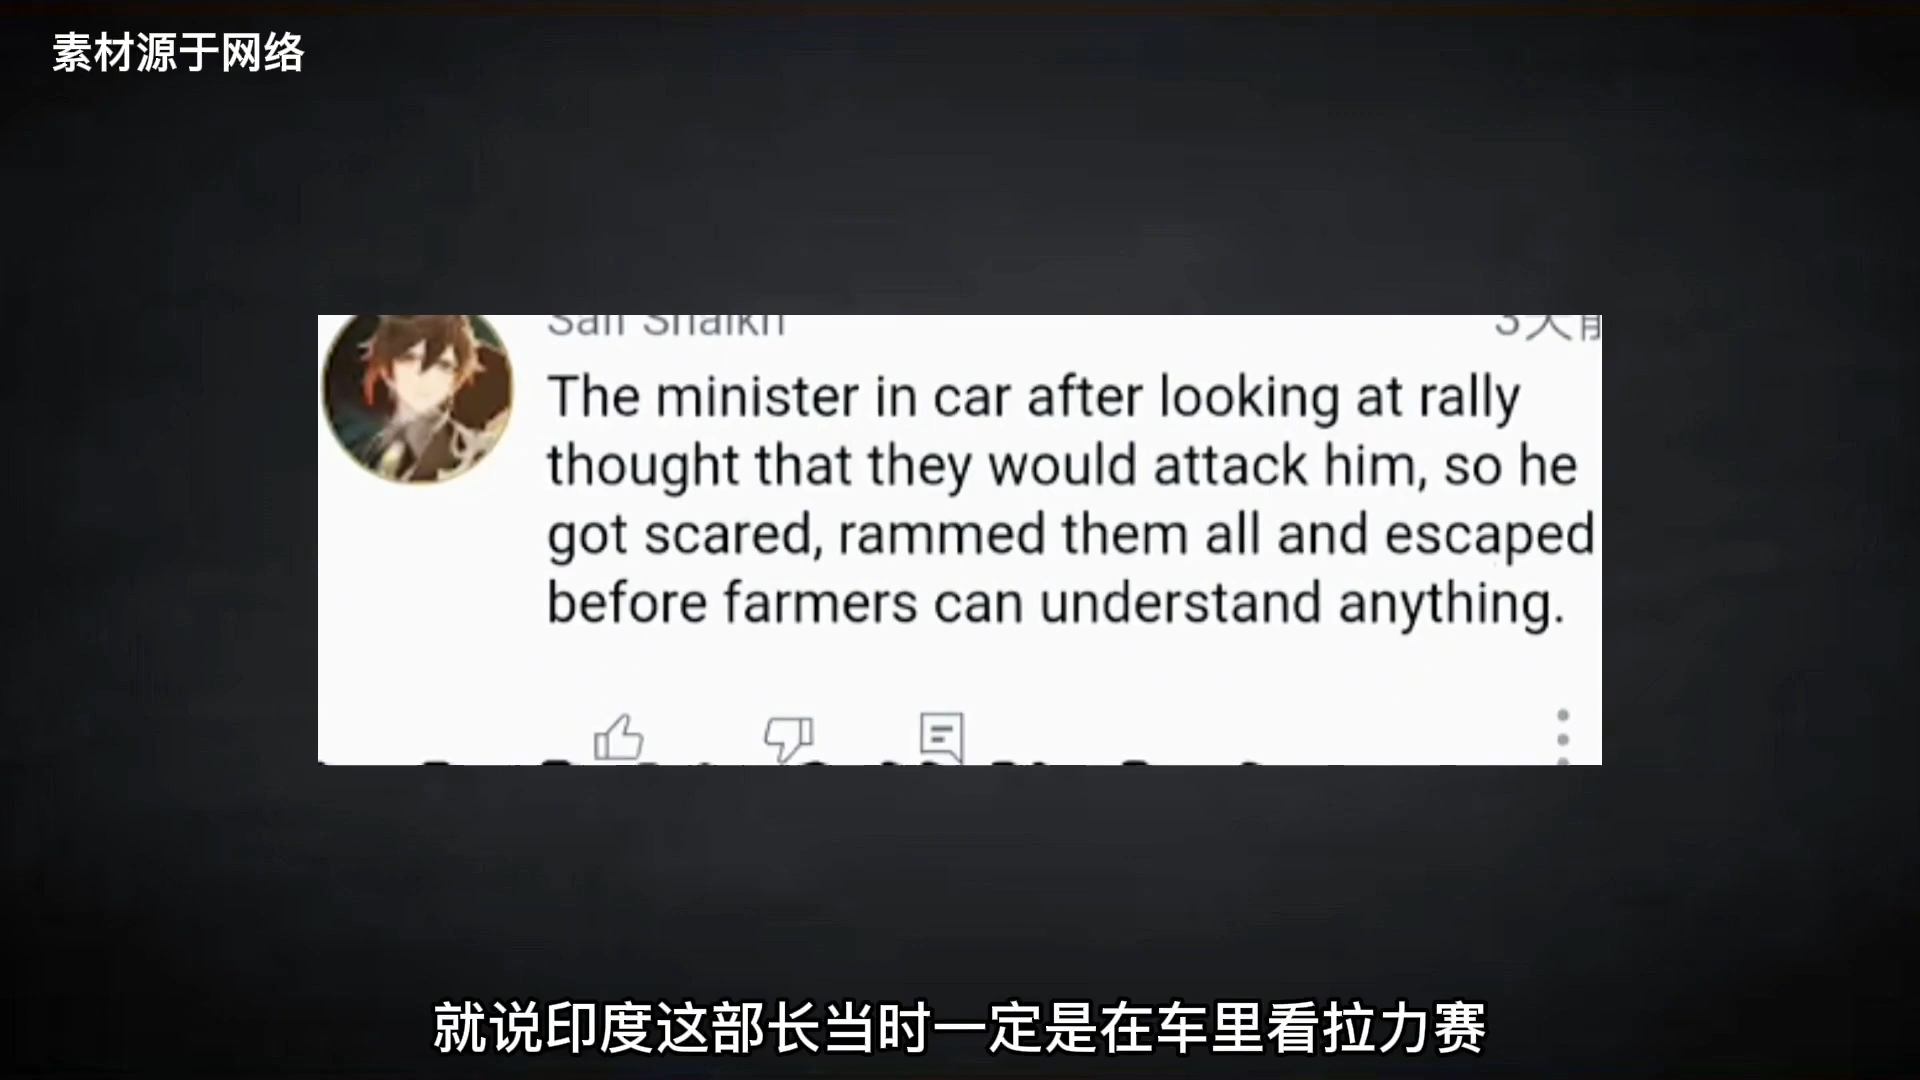 素材源于网络
The minister in car after looking at rally
thought that they would attack him, so he
got scared, rammed them all and escaped
before farmers can understand anything.
就说印度这部长当时一定是在车里看拉力赛